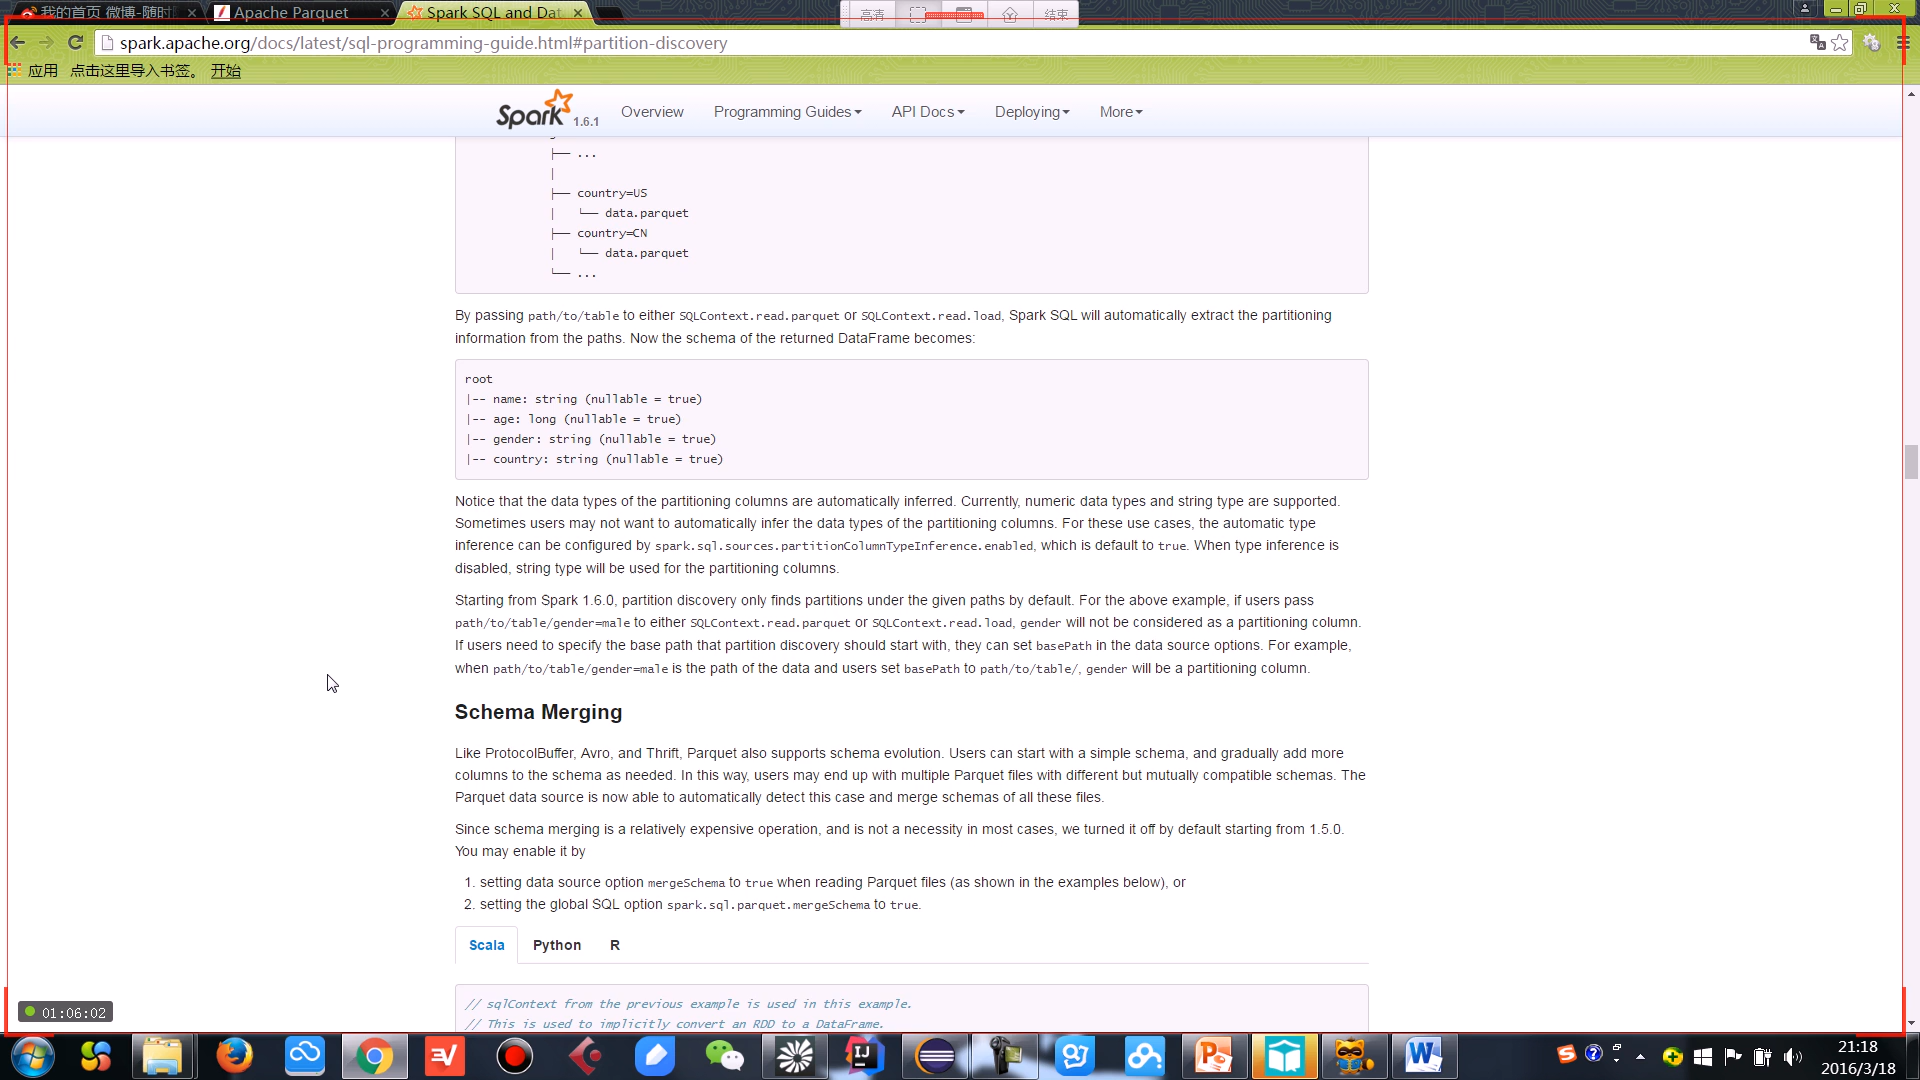 我的首页 微博-随时
Apache Parquet
Spark SQL and Dat
高清
结束
spark.apache.org/docs/latest/sql-programming-guide.html#partition-discovery
应用 点击这里导入书签。 开始
Spark 1.6.1 Overview Programming Guides API Docs Deploying More
├── ...
|
├── country=US
|   └── data.parquet
├── country=CN
|   └── data.parquet
└── ...
By passing path/to/table to either SQLContext.read.parquet or SQLContext.read.load, Spark SQL will automatically extract the partitioning
information from the paths. Now the schema of the returned DataFrame becomes:
root
|-- name: string (nullable = true)
|-- age: long (nullable = true)
|-- gender: string (nullable = true)
|-- country: string (nullable = true)
Notice that the data types of the partitioning columns are automatically inferred. Currently, numeric data types and string type are supported.
Sometimes users may not want to automatically infer the data types of the partitioning columns. For these use cases, the automatic type
inference can be configured by spark.sql.sources.partitionColumnTypeInference.enabled, which is default to true. When type inference is
disabled, string type will be used for the partitioning columns.
Starting from Spark 1.6.0, partition discovery only finds partitions under the given paths by default. For the above example, if users pass
path/to/table/gender=male to either SQLContext.read.parquet or SQLContext.read.load, gender will not be considered as a partitioning column.
If users need to specify the base path that partition discovery should start with, they can set basePath in the data source options. For example,
when path/to/table/gender=male is the path of the data and users set basePath to path/to/table/, gender will be a partitioning column.
Schema Merging
Like ProtocolBuffer, Avro, and Thrift, Parquet also supports schema evolution. Users can start with a simple schema, and gradually add more
columns to the schema as needed. In this way, users may end up with multiple Parquet files with different but mutually compatible schemas. The
Parquet data source is now able to automatically detect this case and merge schemas of all these files.
Since schema merging is a relatively expensive operation, and is not a necessity in most cases, we turned it off by default starting from 1.5.0.
You may enable it by
1. setting data source option mergeSchema to true when reading Parquet files (as shown in the examples below), or
2. setting the global SQL option spark.sql.parquet.mergeSchema to true.
Scala Python R
// sqlContext from the previous example is used in this example.
// This is used to implicitly convert an RDD to a DataFrame.
01:06:02
21:18
2016/3/18